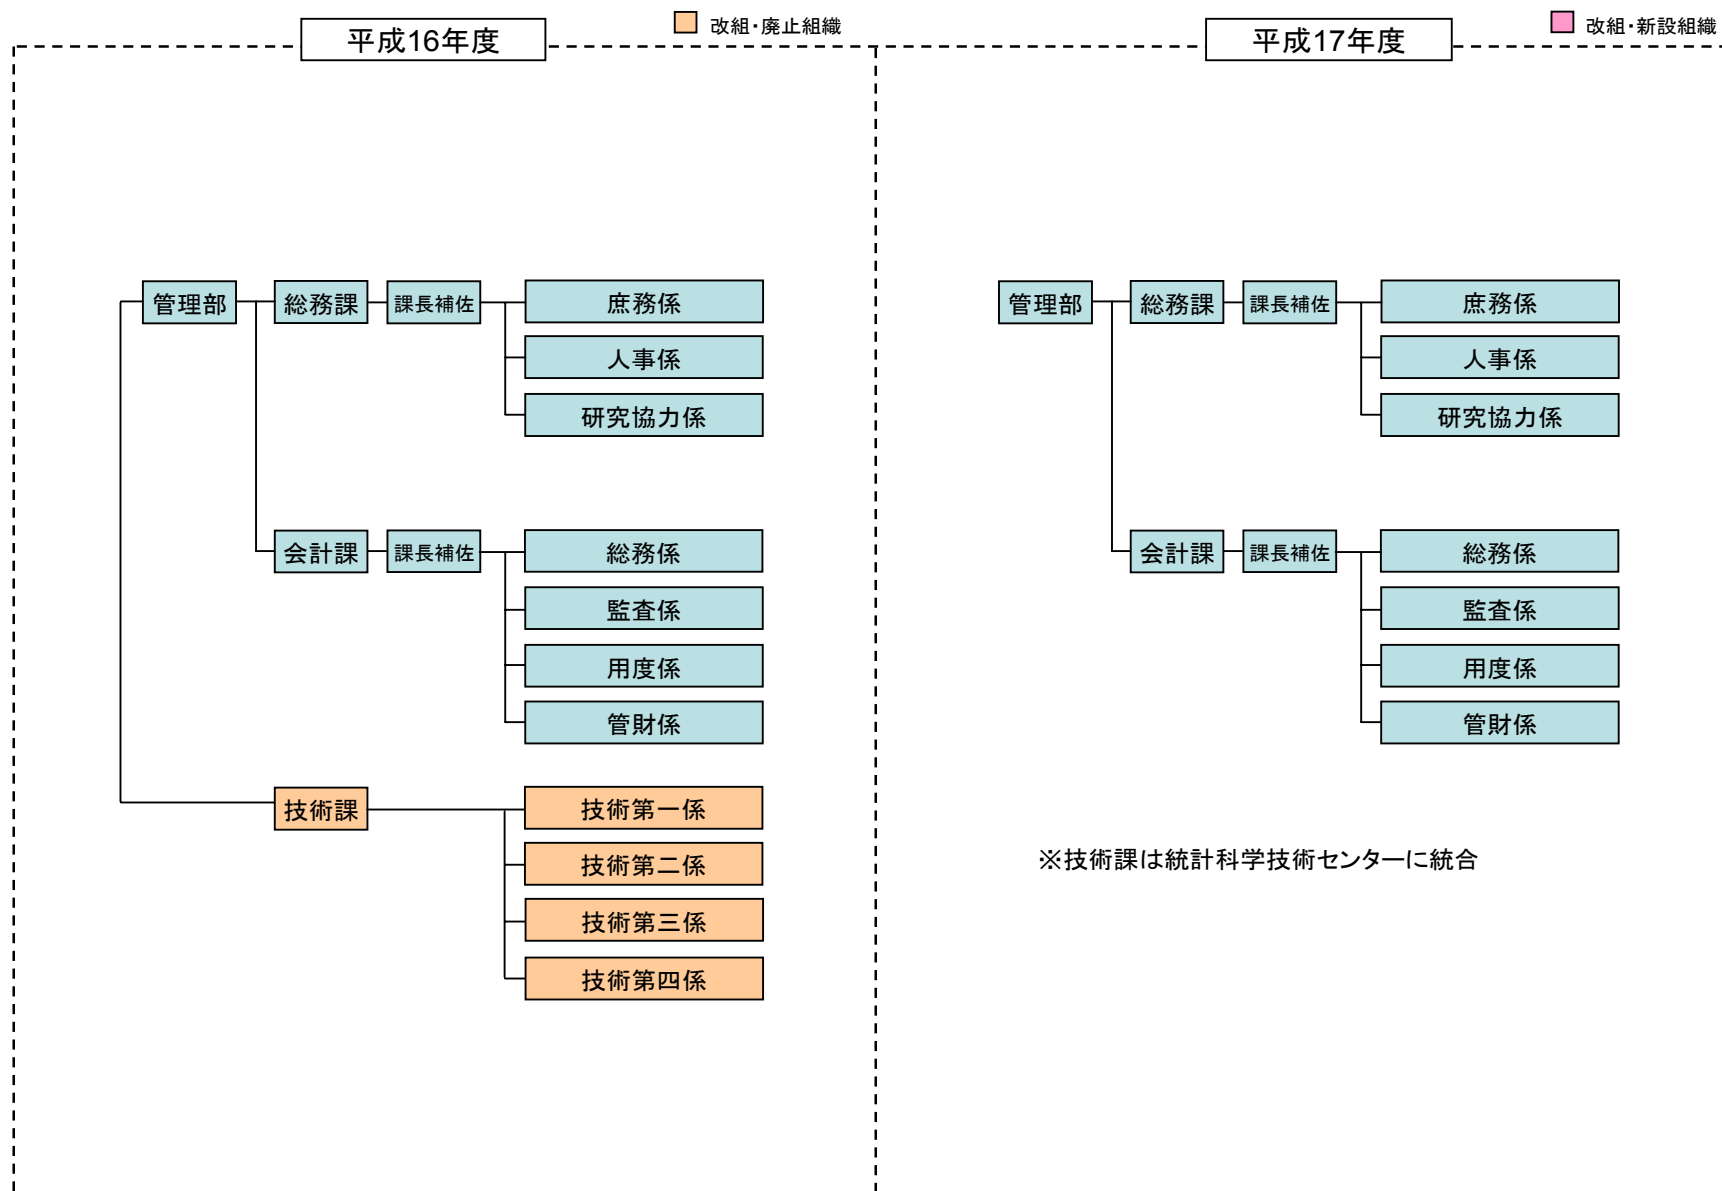 平成16年度
改組・廃止組織
管理部
総務課
課長補佐
庶務係
人事係
研究協力係
会計課
課長補佐
総務係
監査係
用度係
管財係
技術課
技術第一係
技術第二係
技術第三係
技術第四係
平成17年度
改組・新設組織
管理部
総務課
課長補佐
庶務係
人事係
研究協力係
会計課
課長補佐
総務係
監査係
用度係
管財係
※技術課は統計科学技術センターに統合